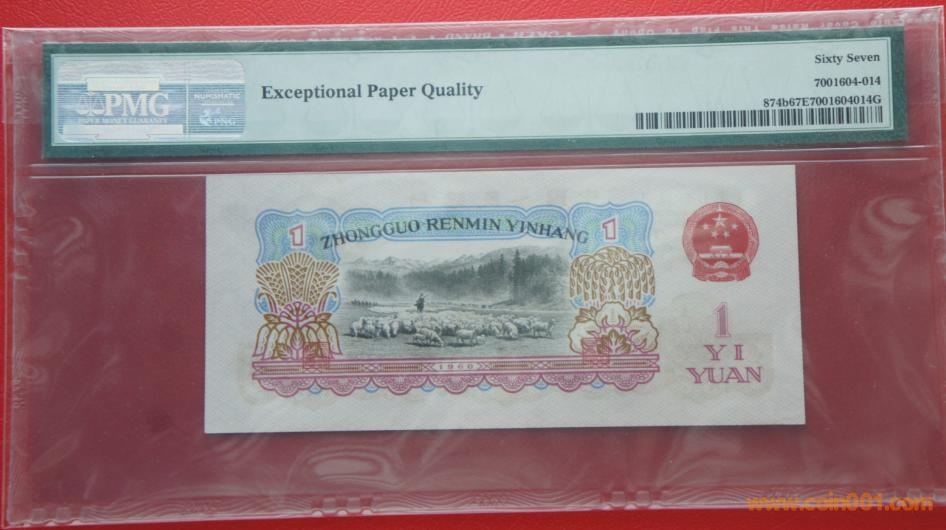 Sixty Seven
PMG
PAPER MONEY GUARANTY
NUMISMATIC
PNG
Exceptional Paper Quality
7001604-014
874b67E7001604014G
ZHONGGUO RENMIN YINHANG
1
1
1
YI
YUAN
1960
www.coin001.com